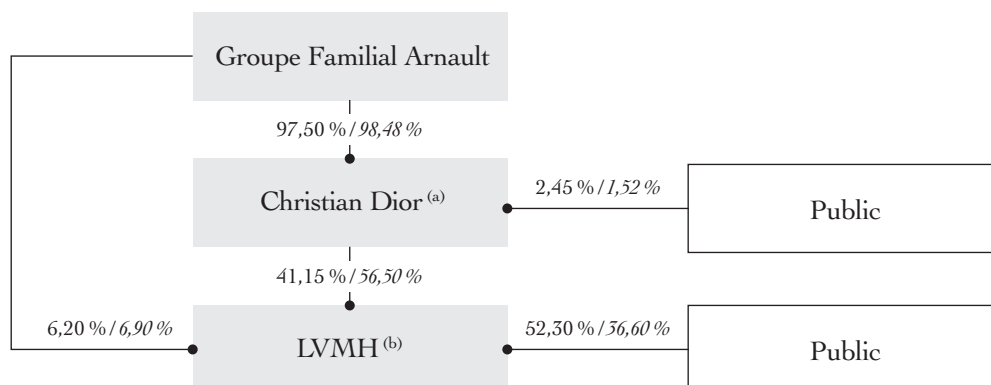 Groupe Familial Arnault
97,50 % / 98,48 %
Christian Dior (a)
2,45 % / 1,52 %
Public
41,15 % / 56,50 %
6,20 % / 6,90 %
LVMH (b)
52,30 % / 36,60 %
Public